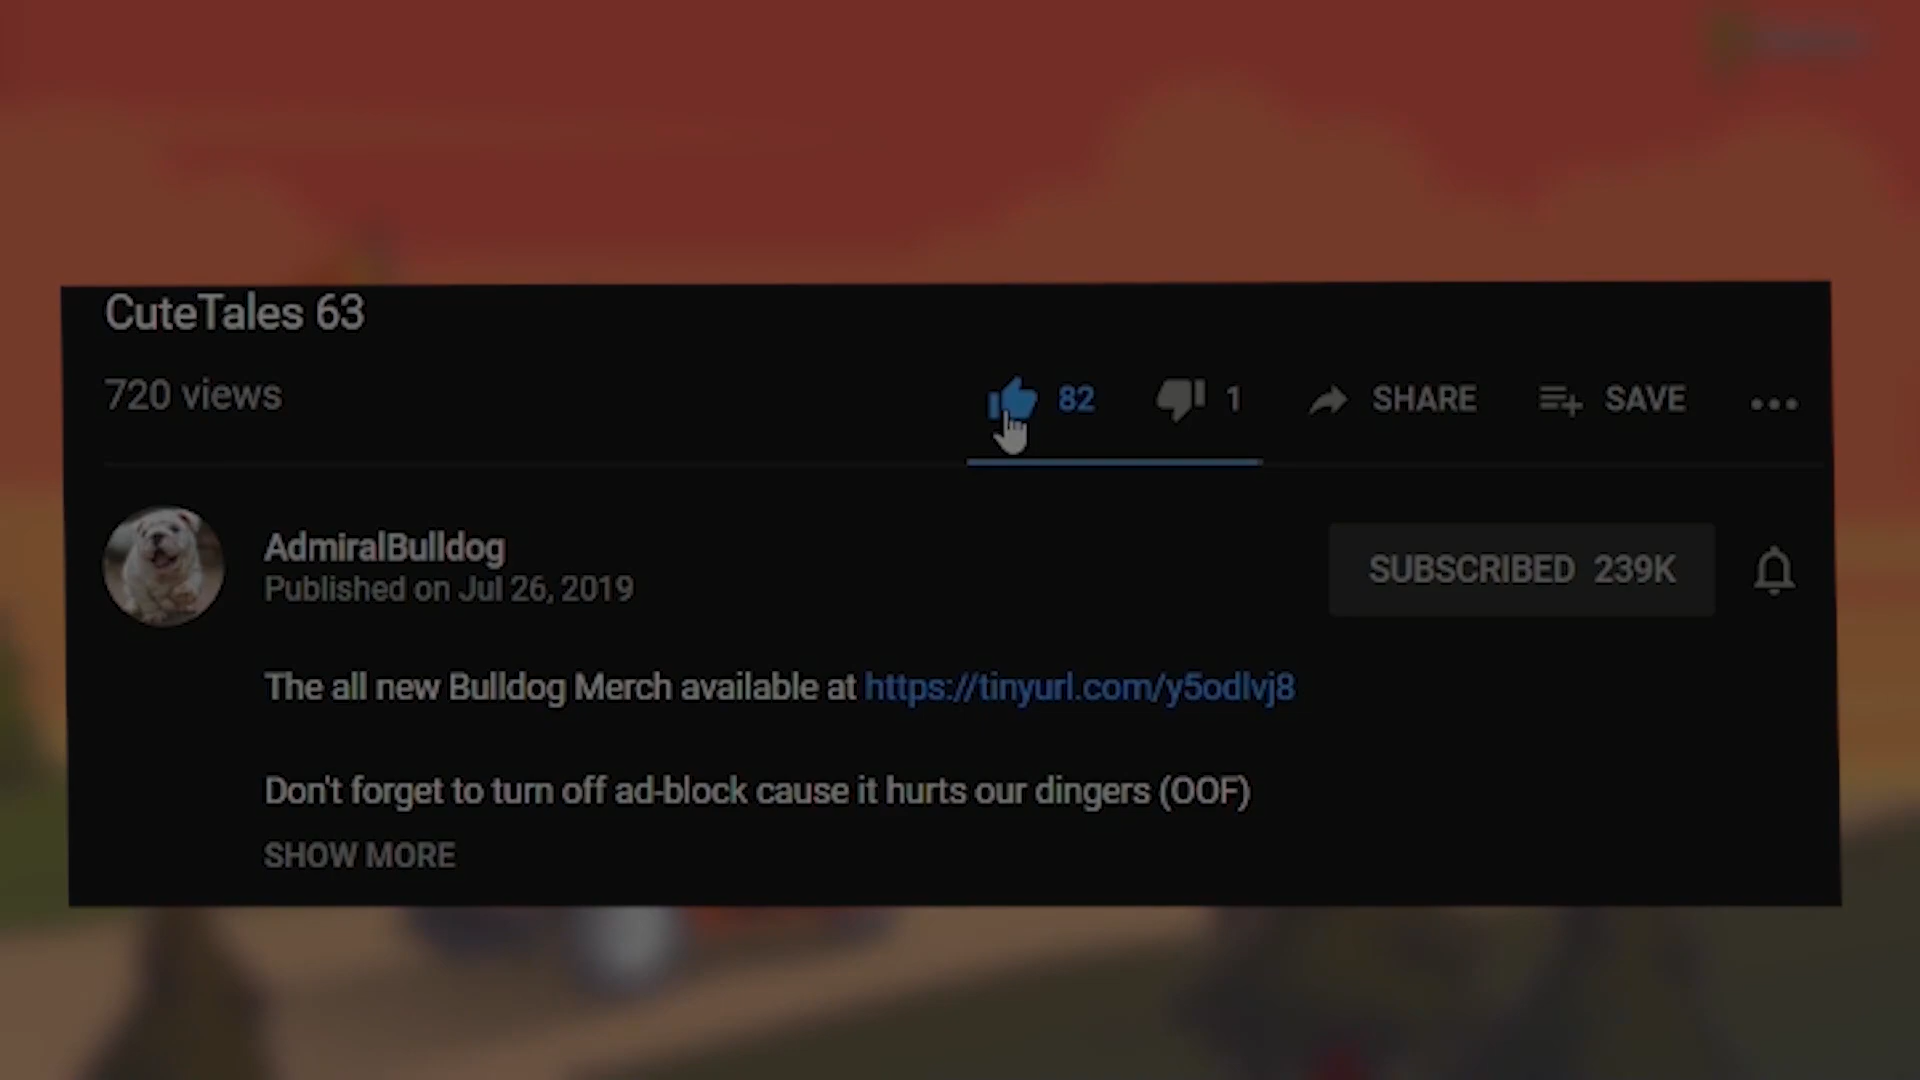 CuteTales 63
720 views
82 1 SHARE SAVE
AdmiralBulldog
Published on Jul 26, 2019
SUBSCRIBED 239K
The all new Bulldog Merch available at https://tinyurl.com/y5odlvj8
Don't forget to turn off ad-block cause it hurts our dingers (OOF)
SHOW MORE